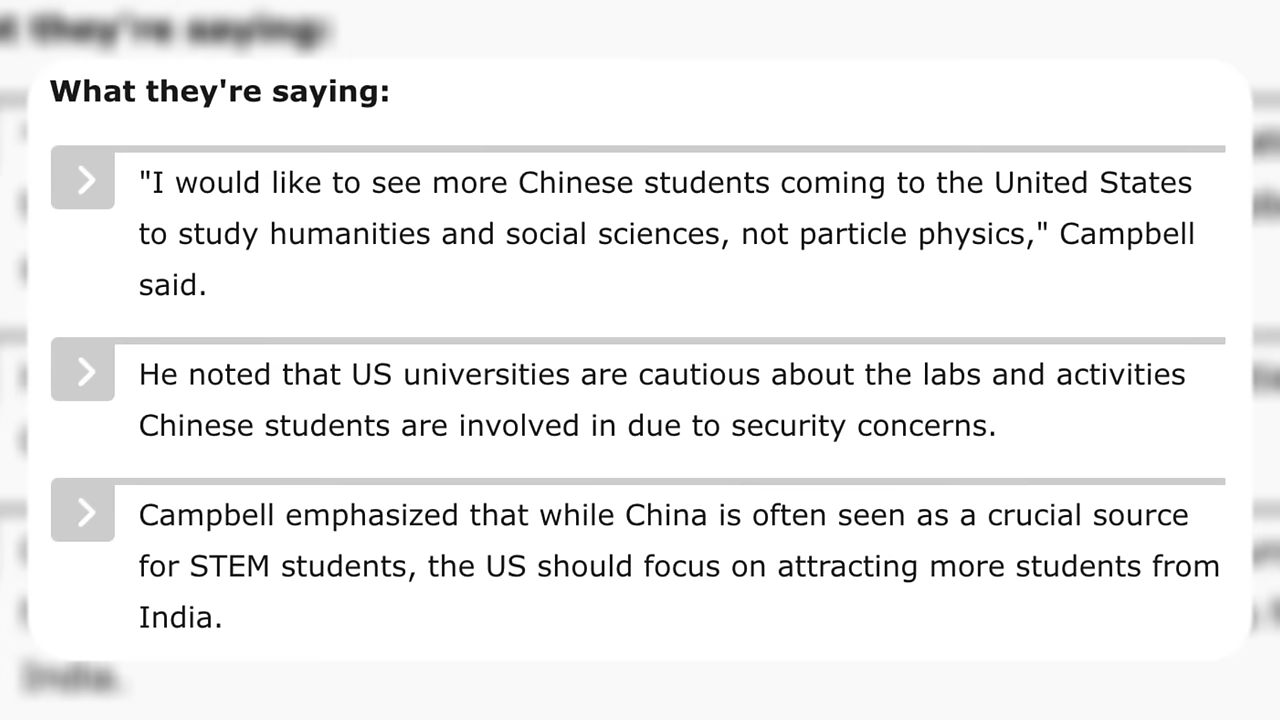 What they're saying:
"I would like to see more Chinese students coming to the United States
to study humanities and social sciences, not particle physics," Campbell
said.
He noted that US universities are cautious about the labs and activities
Chinese students are involved in due to security concerns.
Campbell emphasized that while China is often seen as a crucial source
for STEM students, the US should focus on attracting more students from
India.